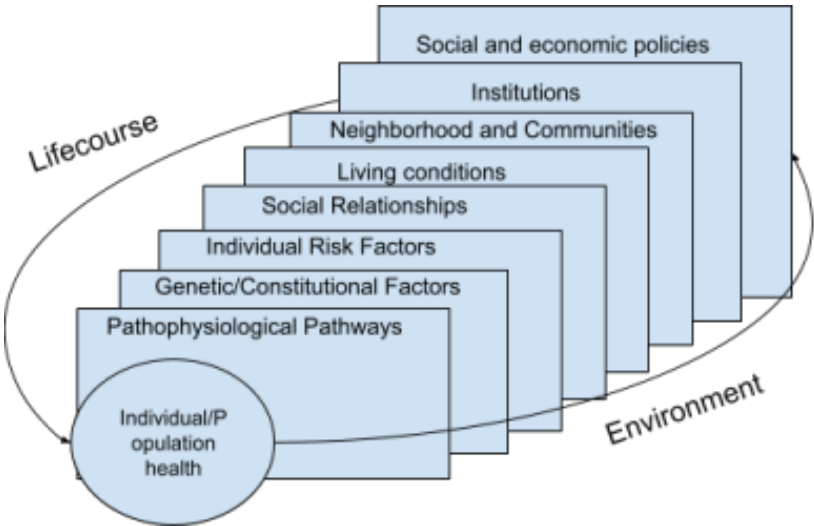 Social and economic policies
Institutions
Neighborhood and Communities
Living conditions
Social Relationships
Individual Risk Factors
Genetic/Constitutional Factors
Pathophysiological Pathways
Individual/P
opulation
health
Lifecourse
Environment